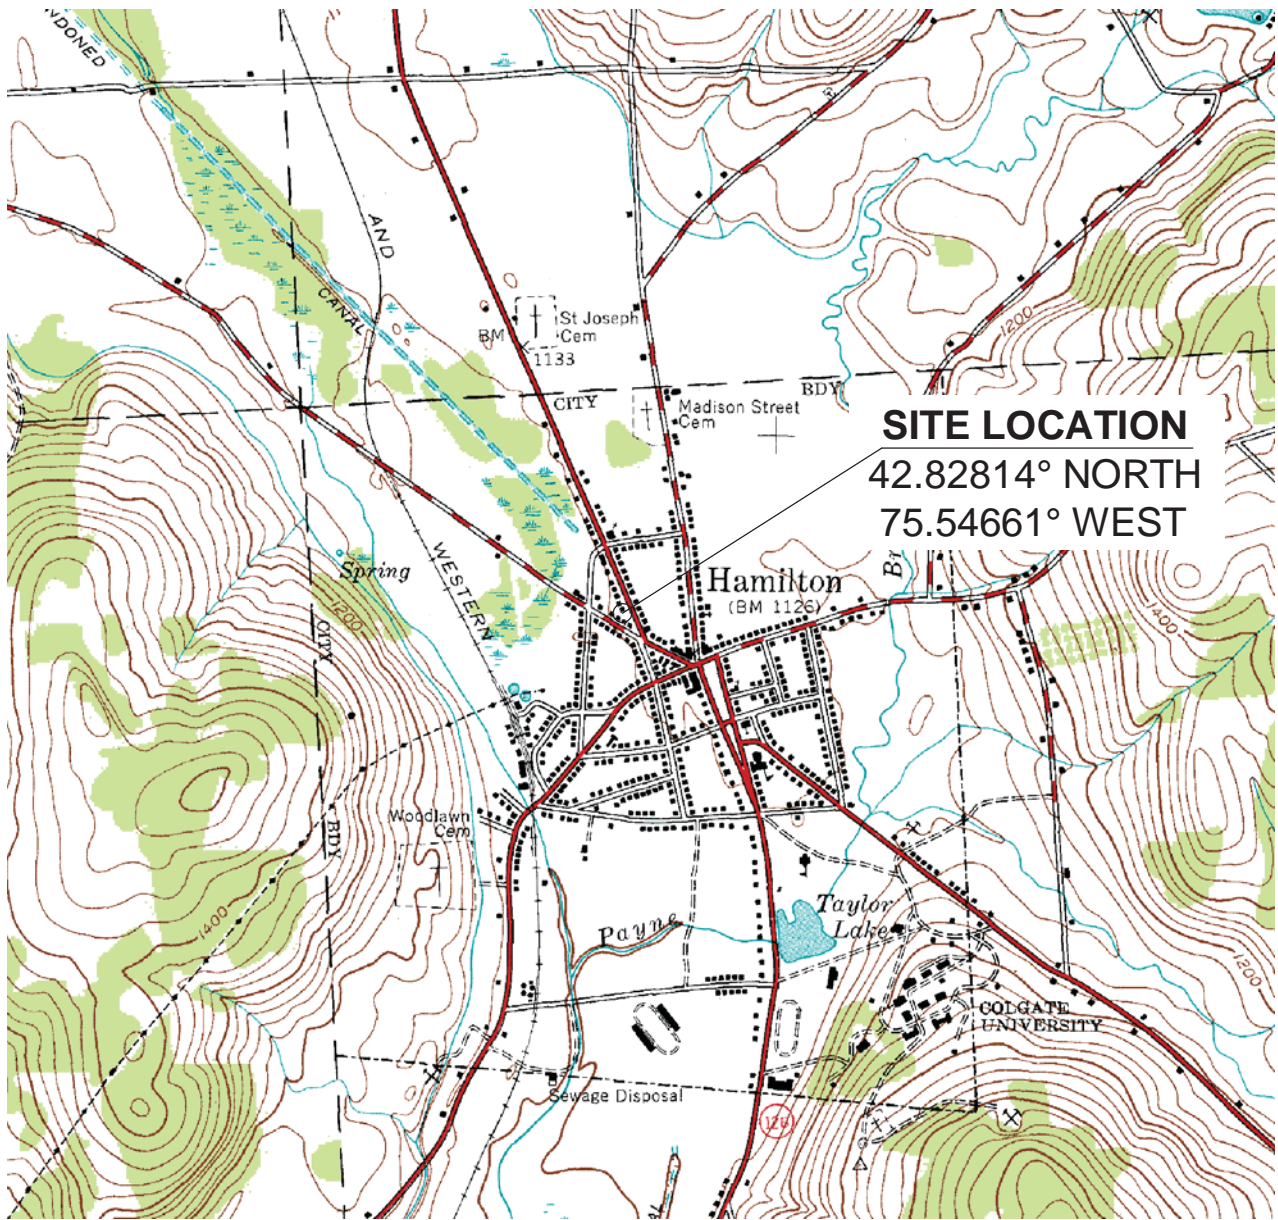 NDONED
AND
CANAL
St Joseph
Cem
BM
1133
1200
CITY
BDY
Madison Street
Cem
SITE LOCATION
42.82814° NORTH
75.54661° WEST
WESTERN
Spring
Hamilton
(BM 1126)
1200
1400
CITY
BDY
Woodlawn
Cem
1400
Payne
Taylor
Lake
1200
COLGATE
UNIVERSITY
Sewage Disposal